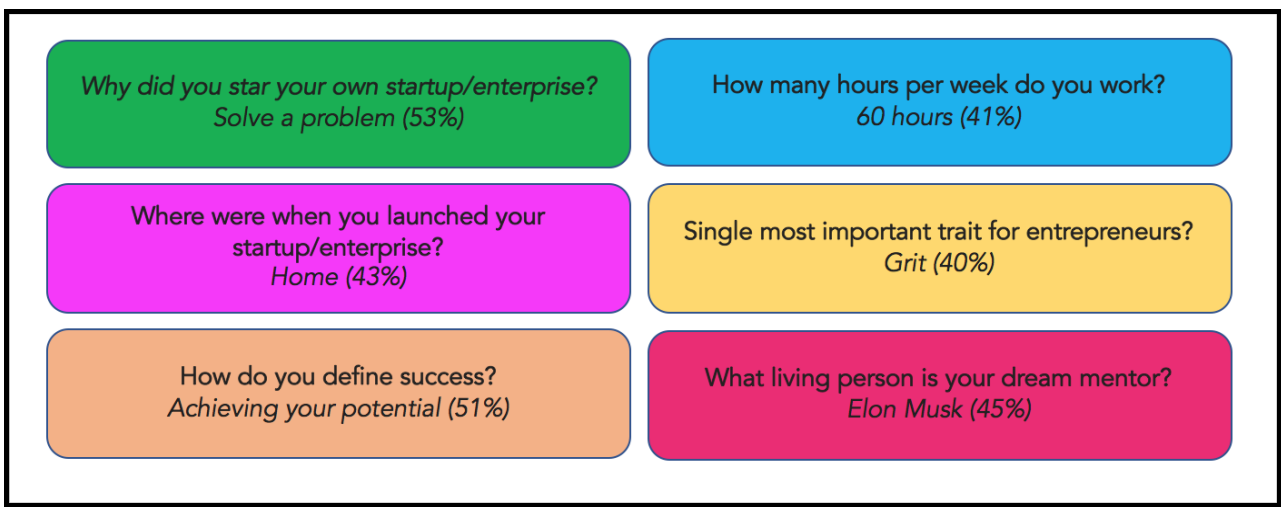 Why did you star your own startup/enterprise?
Solve a problem (53%)
How many hours per week do you work?
60 hours (41%)
Where were when you launched your
startup/enterprise?
Home (43%)
Single most important trait for entrepreneurs?
Grit (40%)
How do you define success?
Achieving your potential (51%)
What living person is your dream mentor?
Elon Musk (45%)